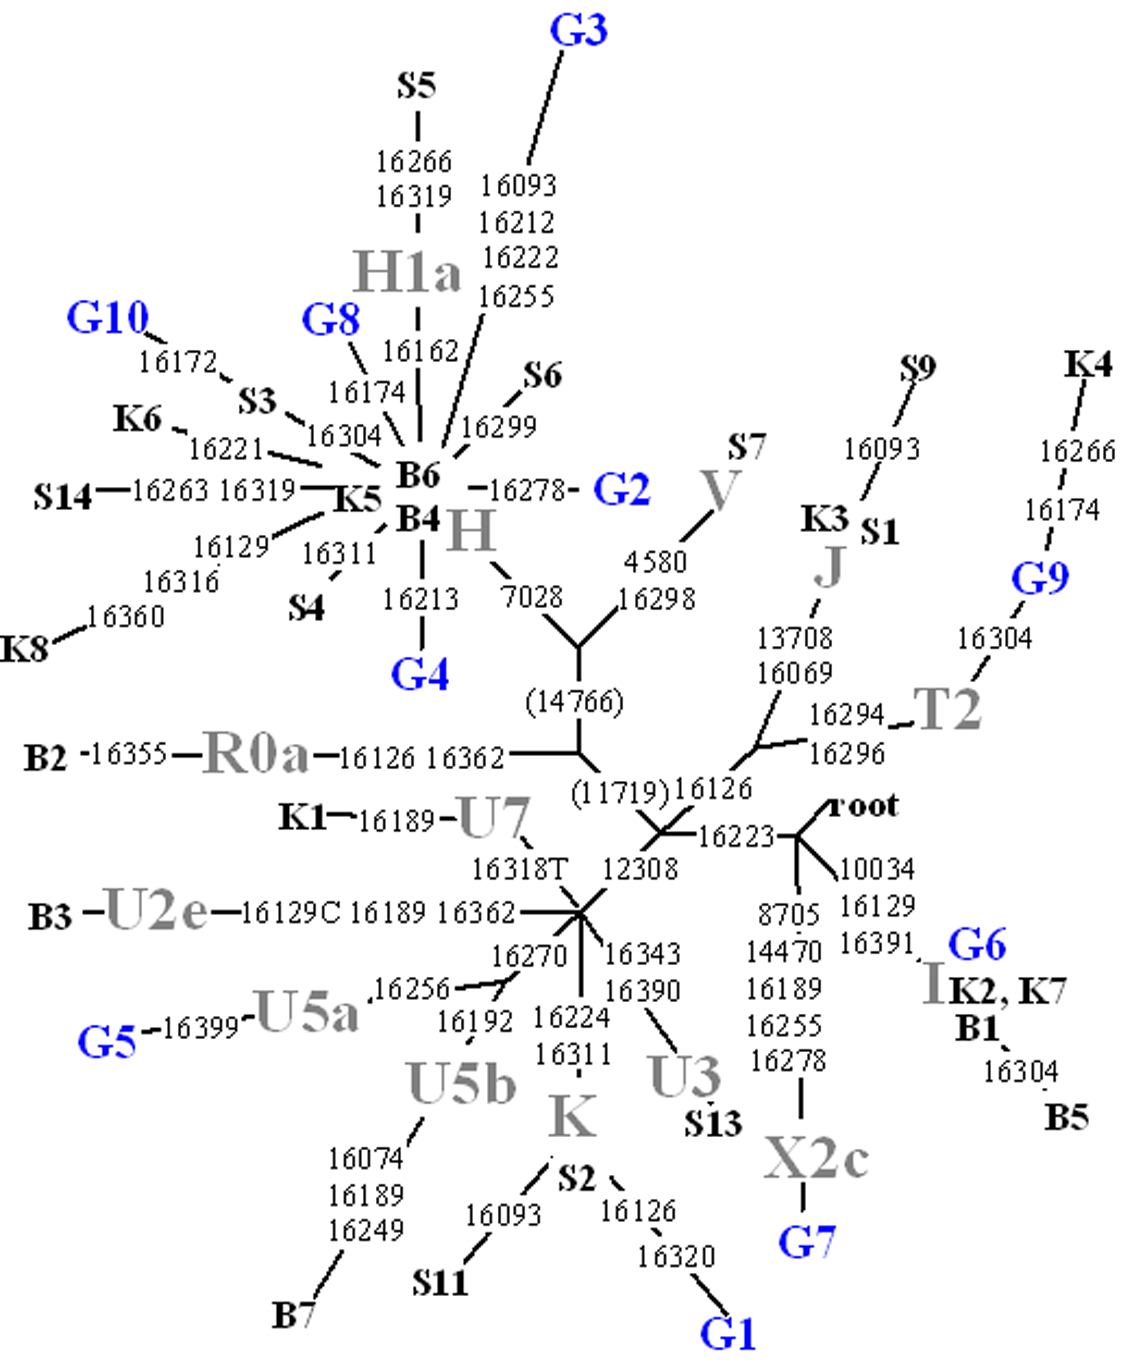 G3
S5
16266
16319
16093
16212
16222
16255
H1a
G10
G8
16172
16162
16174
S3
S6
K6
16304
16299
16221
S9
K4
16093
16266
S7
V
B6
S14
16263 16319
K5
16278
G2
B4
H
K3 S1
16174
J
16129
16311
16316
16360
S4
16213
K8
G4
7028
4580
16298
G9
13708
16069
16304
(14766)
16294
16296
T2
B2
16355
R0a
16126 16362
(11719)
16126
K1
16189
U7
root
16223
16318T
12308
10034
16129
16391
B3
U2e
16129C 16189 16362
8705
14470
16189
16255
16278
G6
I
K2, K7
B1
16304
B5
16270
16343
16390
16256
U5a
16399
G5
16192
16224
16311
U5b
K
U3
S13
X2c
G7
16074
16189
16249
B7
S2
16093
S11
16126
16320
G1